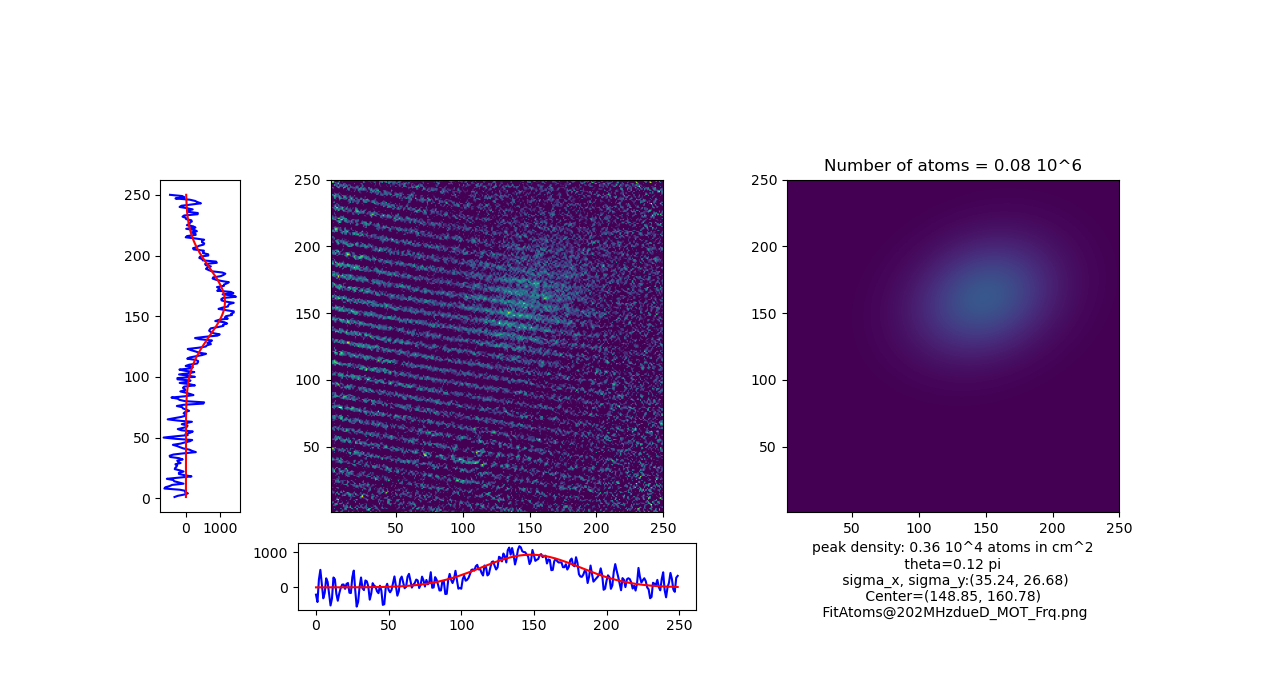 Number of atoms = 0.08 10^6
250
200
150
100
50
0
0 1000
250
200
150
100
50
50 100 150 200 250
250
200
150
100
50
50 100 150 200 250
1000
0
0 50 100 150 200 250
peak density: 0.36 10^4 atoms in cm^2
theta=0.12 pi
sigma_x, sigma_y:(35.24, 26.68)
Center=(148.85, 160.78)
FitAtoms@202MHzdueD_MOT_Frq.png